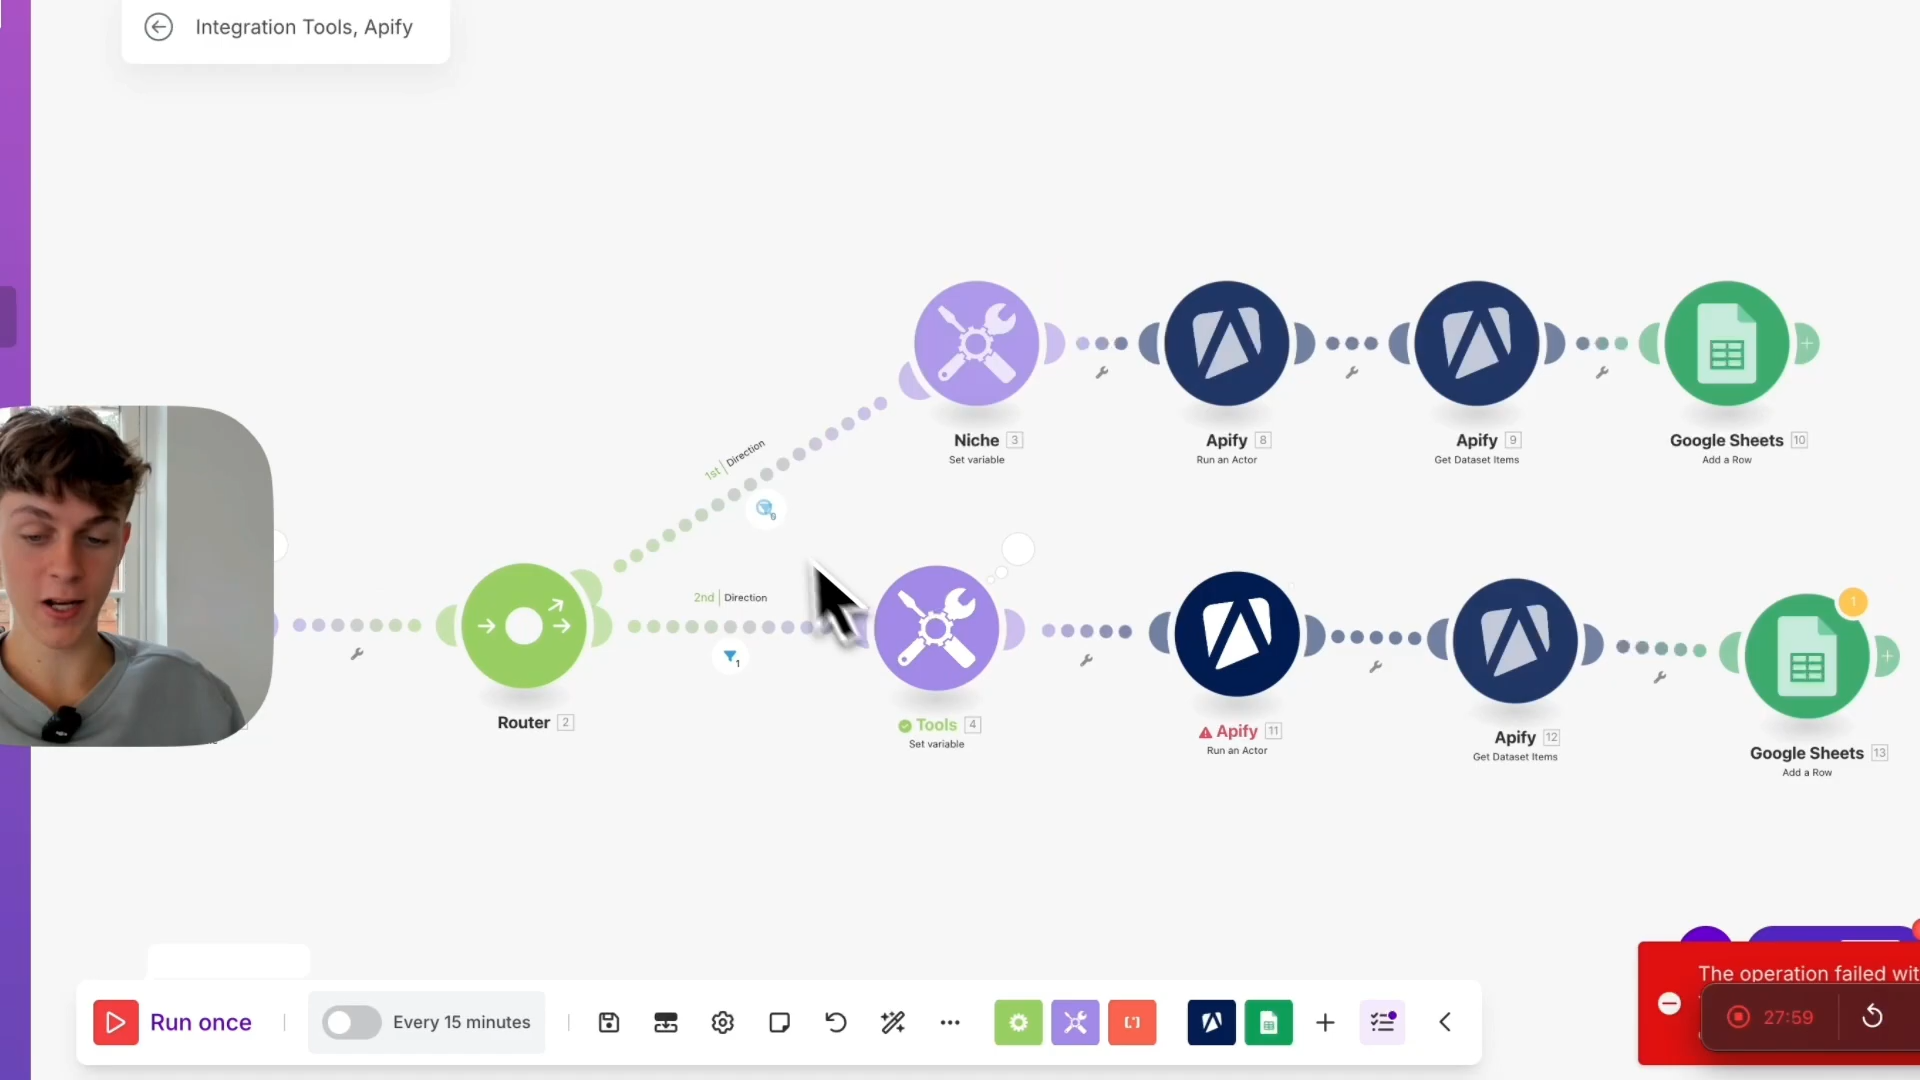 Integration Tools, Apify
1st | Direction
0
Niche 3
Set variable
Apify 8
Run an Actor
Apify 9
Get Dataset Items
Google Sheets 10
Add a Row
2nd | Direction
1
1
Router 2
Tools 4
Set variable
Apify 11
Run an Actor
Apify 12
Get Dataset Items
Google Sheets 13
Add a Row
The operation failed
27:59
Run once
Every 15 minutes